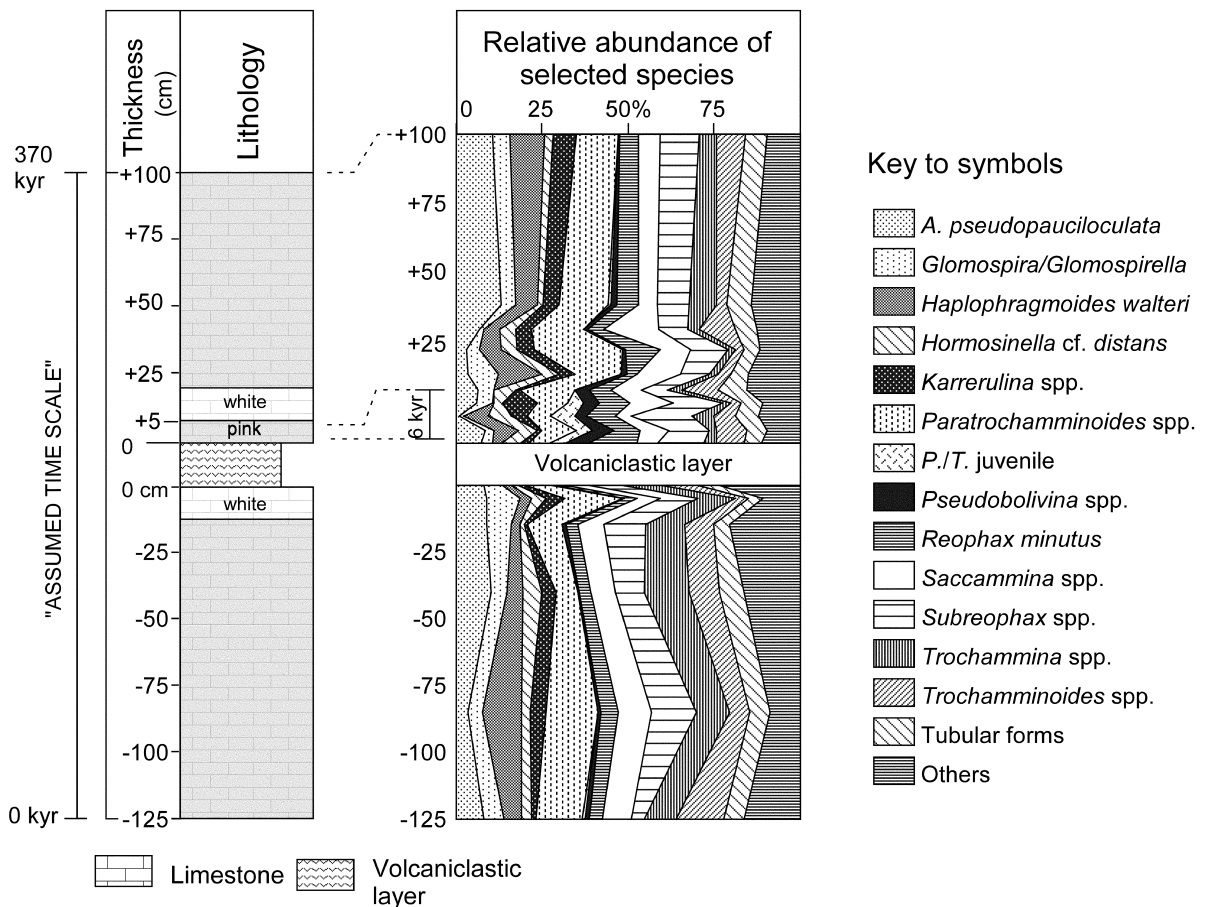 Thickness
(cm)
Lithology
Relative abundance of
selected species
0 25 50% 75
370
kyr
+100
+75
+50
+25
+5
0
0 cm
-25
-50
-75
-100
-125
white
pink
white
"ASSUMED TIME SCALE"
0 kyr
+100
+75
+50
+25
6 kyr
Volcaniclastic layer
-25
-50
-75
-100
-125
Key to symbols
A. pseudopauciloculata
Glomospira/Glomospirella
Haplophragmoides walteri
Hormosinella cf. distans
Karrerulina spp.
Paratrochamminoides spp.
P./T. juvenile
Pseudobolivina spp.
Reophax minutus
Saccammina spp.
Subreophax spp.
Trochammina spp.
Trochamminoides spp.
Tubular forms
Others
Limestone
Volcaniclastic
layer